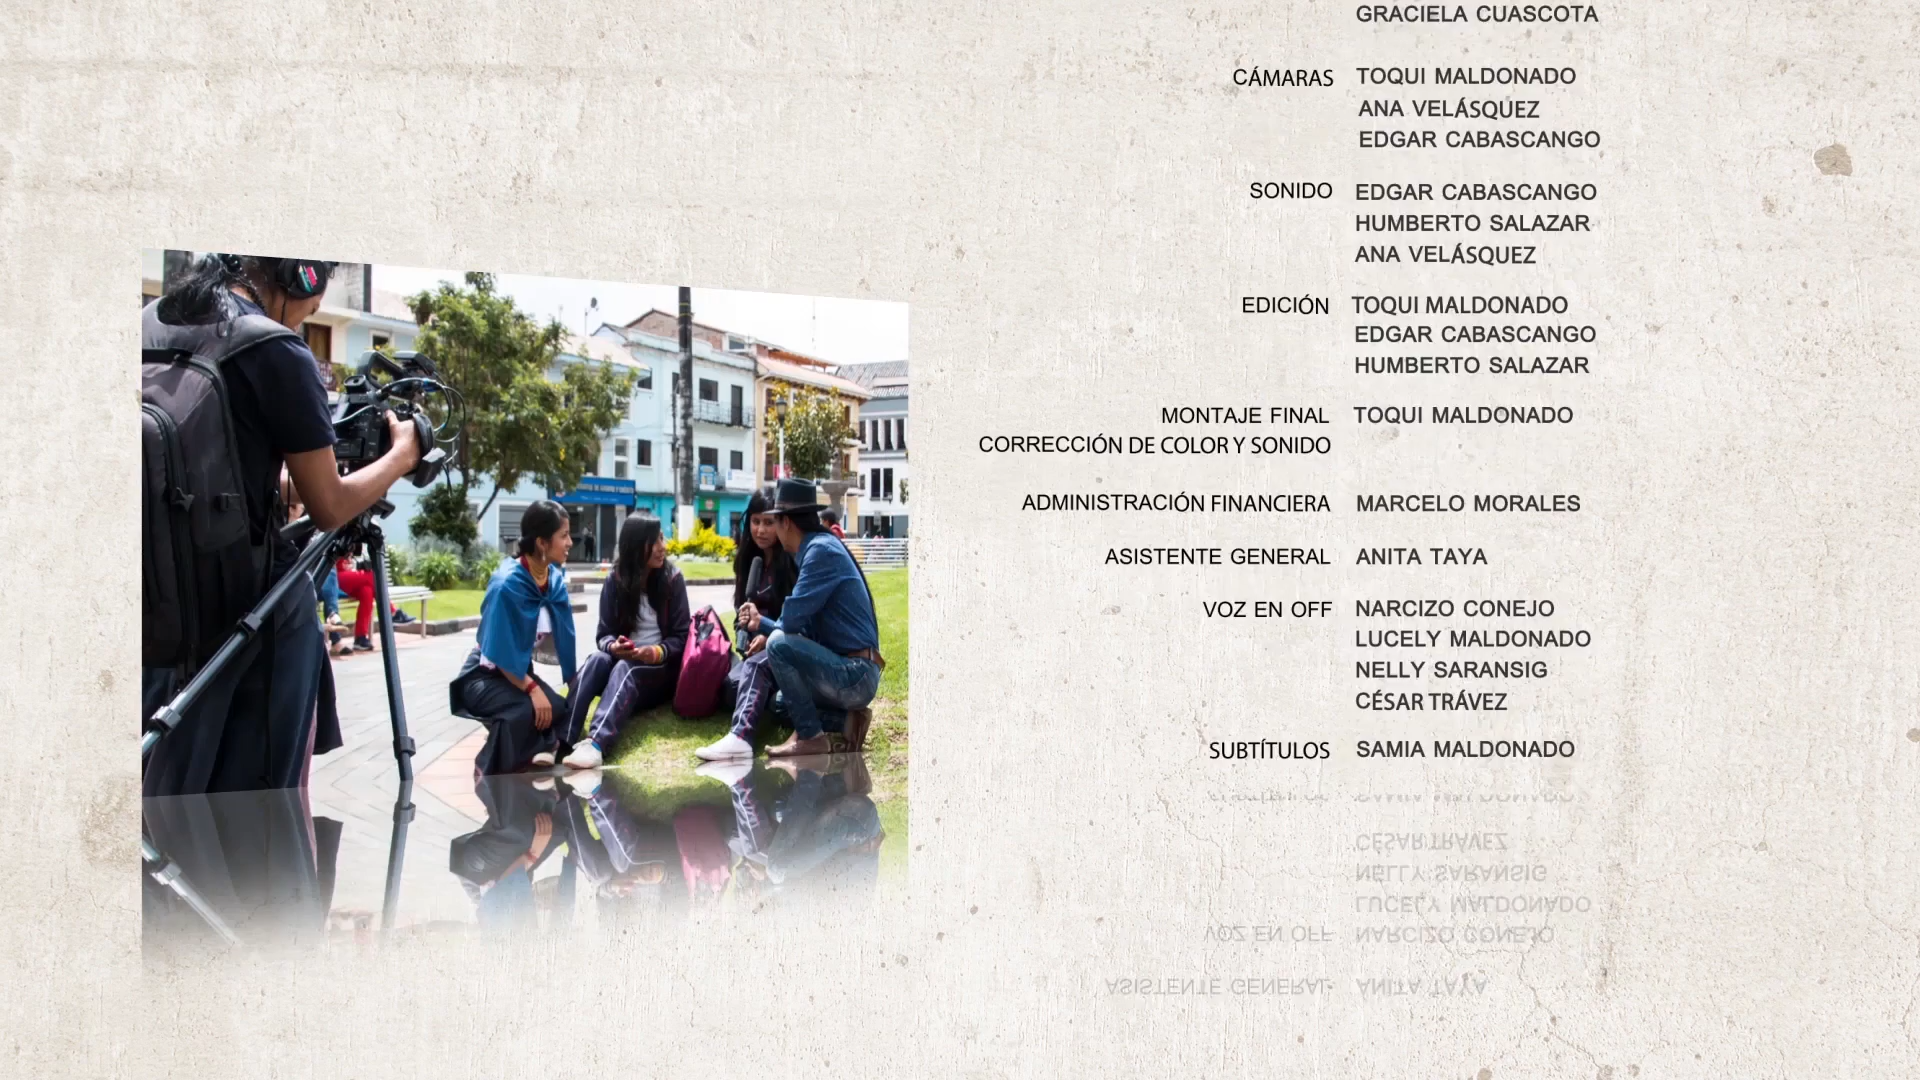 GRACIELA CUASCOTA
CÁMARAS TOQUI MALDONADO
ANA VELÁSQUEZ
EDGAR CABASCANGO
SONIDO EDGAR CABASCANGO
HUMBERTO SALAZAR
ANA VELÁSQUEZ
EDICIÓN TOQUI MALDONADO
EDGAR CABASCANGO
HUMBERTO SALAZAR
MONTAJE FINAL TOQUI MALDONADO
CORRECCIÓN DE COLOR Y SONIDO
ADMINISTRACIÓN FINANCIERA MARCELO MORALES
ASISTENTE GENERAL ANITA TAYA
VOZ EN OFF NARCIZO CONEJO
LUCELY MALDONADO
NELLY SARANSIG
CÉSAR TRÁVEZ
SUBTÍTULOS SAMIA MALDONADO